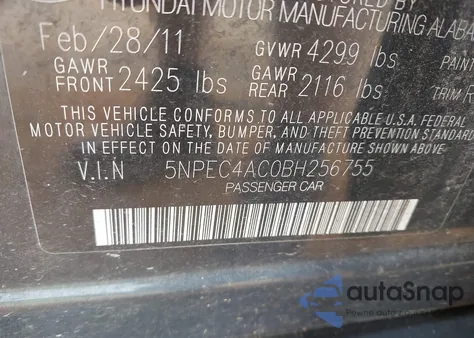 HYUNDAI MOTOR MANUFACTURING ALABA
Feb/28/11 GVWR 4299 lbs PAIN
GAWR FRONT 2425 lbs GAWR REAR 2116 lbs TRIM/R
THIS VEHICLE CONFORMS TO ALL APPLICABLE U.S.A. FEDERAL
MOTOR VEHICLE SAFETY, BUMPER, AND THEFT PREVENTION STANDARD
IN EFFECT ON THE DATE OF MANUFACTURE SHOWN ABOVE.
V.I.N 5NPEC4AC0BH256755
PASSENGER CAR
autoSnap